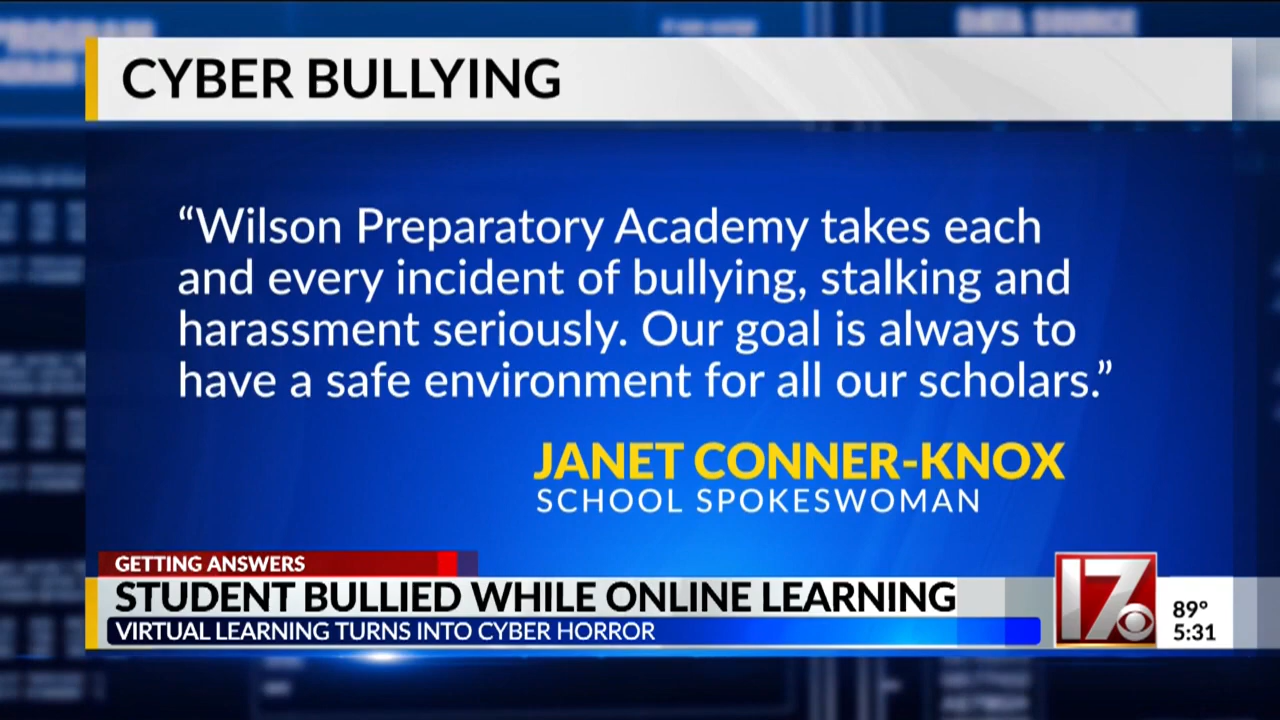 DATA SOURCE
CYBER BULLYING
“Wilson Preparatory Academy takes each
and every incident of bullying, stalking and
harassment seriously. Our goal is always to
have a safe environment for all our scholars.”
JANET CONNER-KNOX
SCHOOL SPOKESWOMAN
GETTING ANSWERS
STUDENT BULLIED WHILE ONLINE LEARNING
VIRTUAL LEARNING TURNS INTO CYBER HORROR
17
89°
5:31